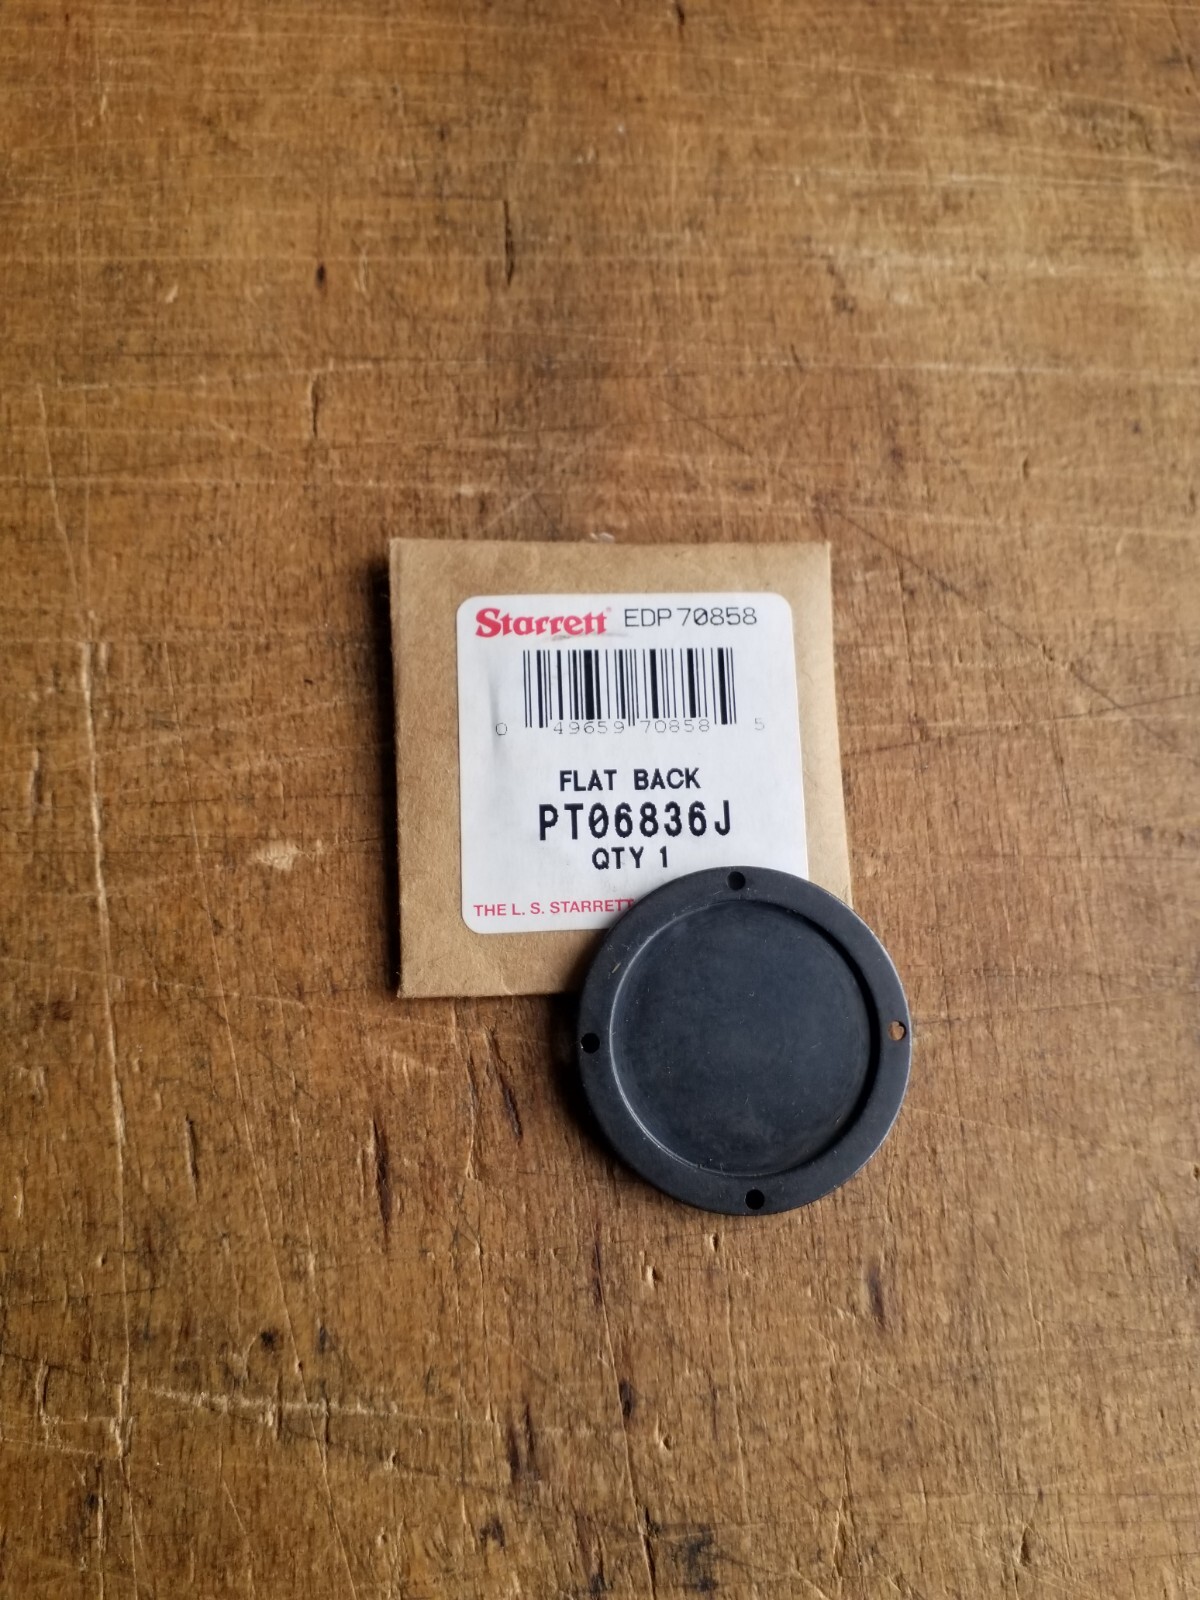 Starrett® EDP 70858
0 49659 70858 5
FLAT BACK
PT06836J
QTY 1
THE L. S. STARRETT